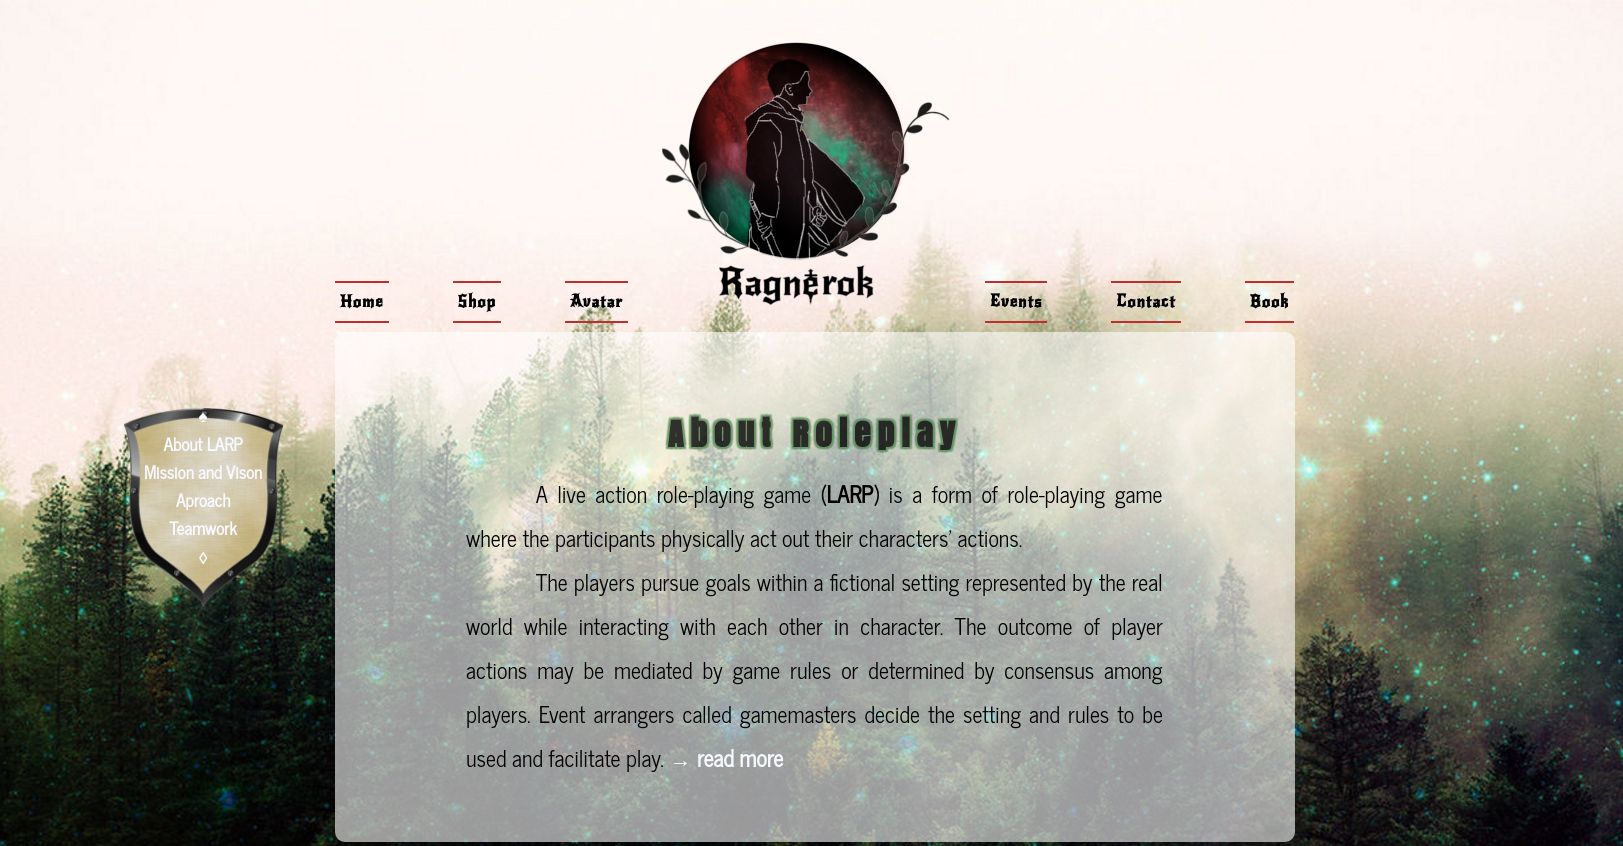 Ragnerok
Home
Shop
Avatar
Events
Contact
Book
About LARP
Mission and Vison
Aproach
Teamwork
About Roleplay
A live action role-playing game (LARP) is a form of role-playing game
where the participants physically act out their characters' actions.
The players pursue goals within a fictional setting represented by the real
world while interacting with each other in character. The outcome of player
actions may be mediated by game rules or determined by consensus among
players. Event arrangers called gamemasters decide the setting and rules to be
used and facilitate play. → read more